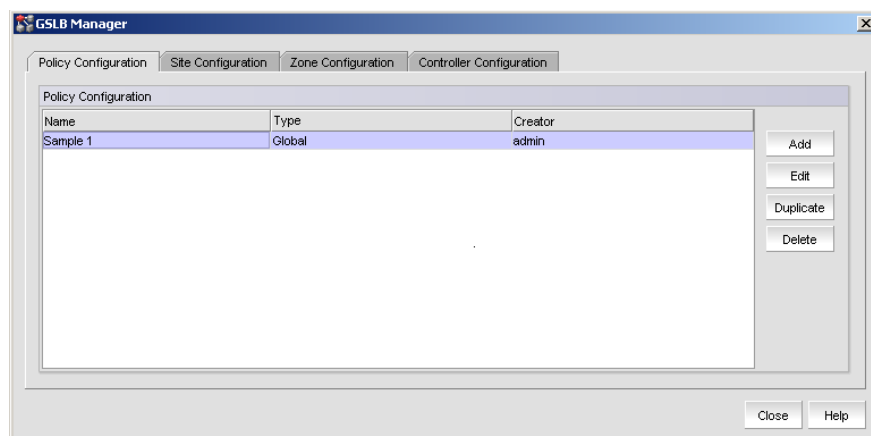 GSLB Manager
Policy Configuration Site Configuration Zone Configuration Controller Configuration
Policy Configuration
Name Type Creator
Sample 1 Global admin
Add
Edit
Duplicate
Delete
Close Help